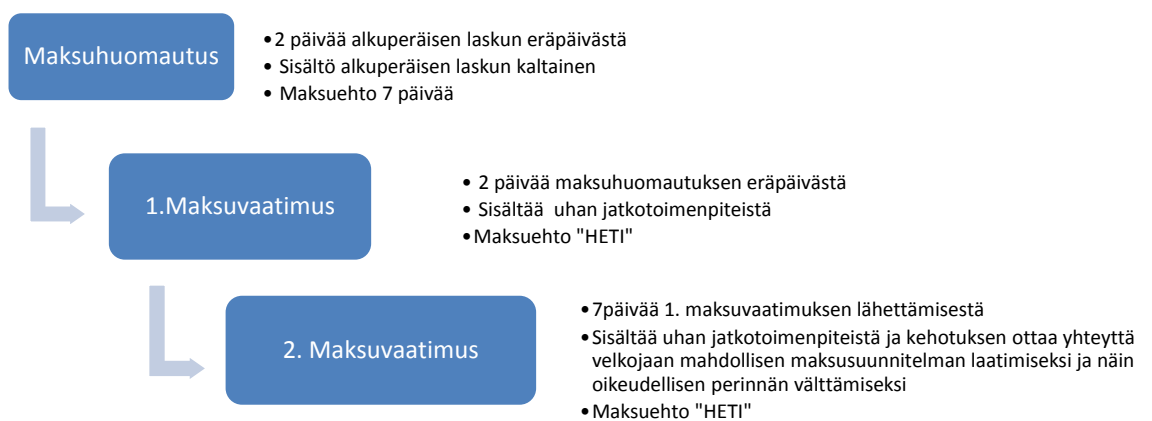 Maksuhuomautus
•2 päivää alkuperäisen laskun eräpäivästä
• Sisältö alkuperäisen laskun kaltainen
• Maksuehto 7 päivää
1.Maksuvaatimus
• 2 päivää maksuhuomautuksen eräpäivästä
• Sisältää uhan jatkotoimenpiteistä
•Maksuehto "HETI"
2. Maksuvaatimus
•7päivää 1. maksuvaatimuksen lähettämisestä
•Sisältää uhan jatkotoimenpiteistä ja kehotuksen ottaa yhteyttä
velkojaan mahdollisen maksusuunnitelman laatimiseksi ja näin
oikeudellisen perinnän välttämiseksi
•Maksuehto "HETI"